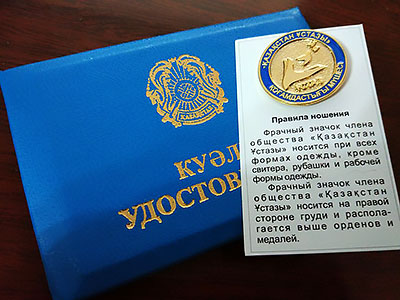 ҚАЗАҚСТАН
КУӘЛ
УДОСТОВ
«ҚАЗАҚСТАН ҰСТАЗЫ»
ҚОҒАМДАСТЫҒЫ МҮШЕСІ
Правила ношения
Фрачный значок члена
общества «Қазақстан
Ұстазы» носится при всех
формах одежды, кроме
свитера, рубашки и рабочей
формы одежды.
Фрачный значок члена
общества «Қазақстан
Ұстазы» носится на правой
стороне груди и распола-
гается выше орденов и
медалей.